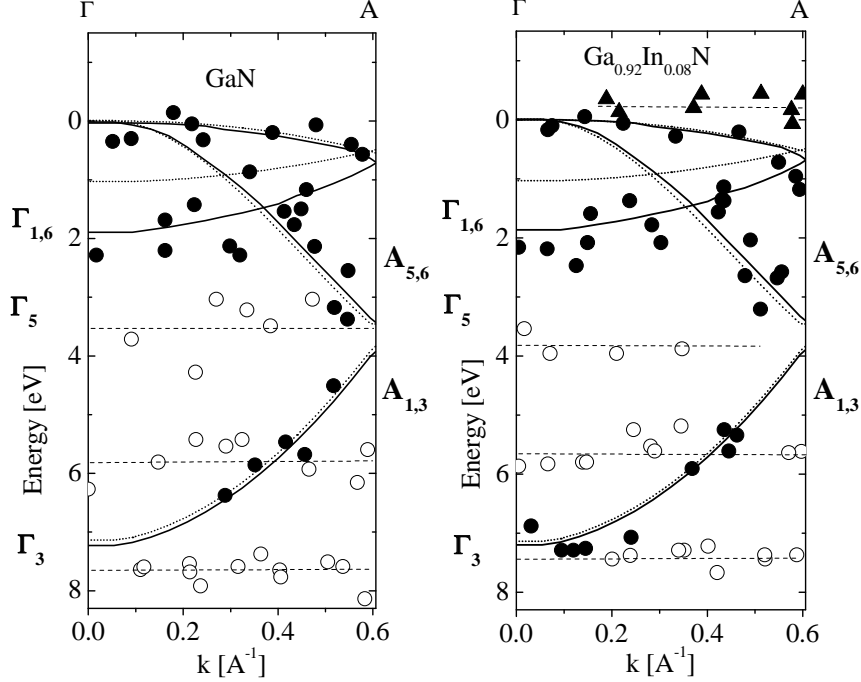 Γ A Γ A
GaN
Ga₀.₉₂In₀.₀₈N
0
2
4
6
8
Γ₁,₆
Γ₅
Γ₃
Energy [eV]
A₅,₆
A₁,₃
0.0 0.2 0.4 0.6
k [A⁻¹]
0
2
4
6
8
Γ₁,₆
Γ₅
Γ₃
Energy [eV]
A₅,₆
A₁,₃
0.0 0.2 0.4 0.6
k [A⁻¹]